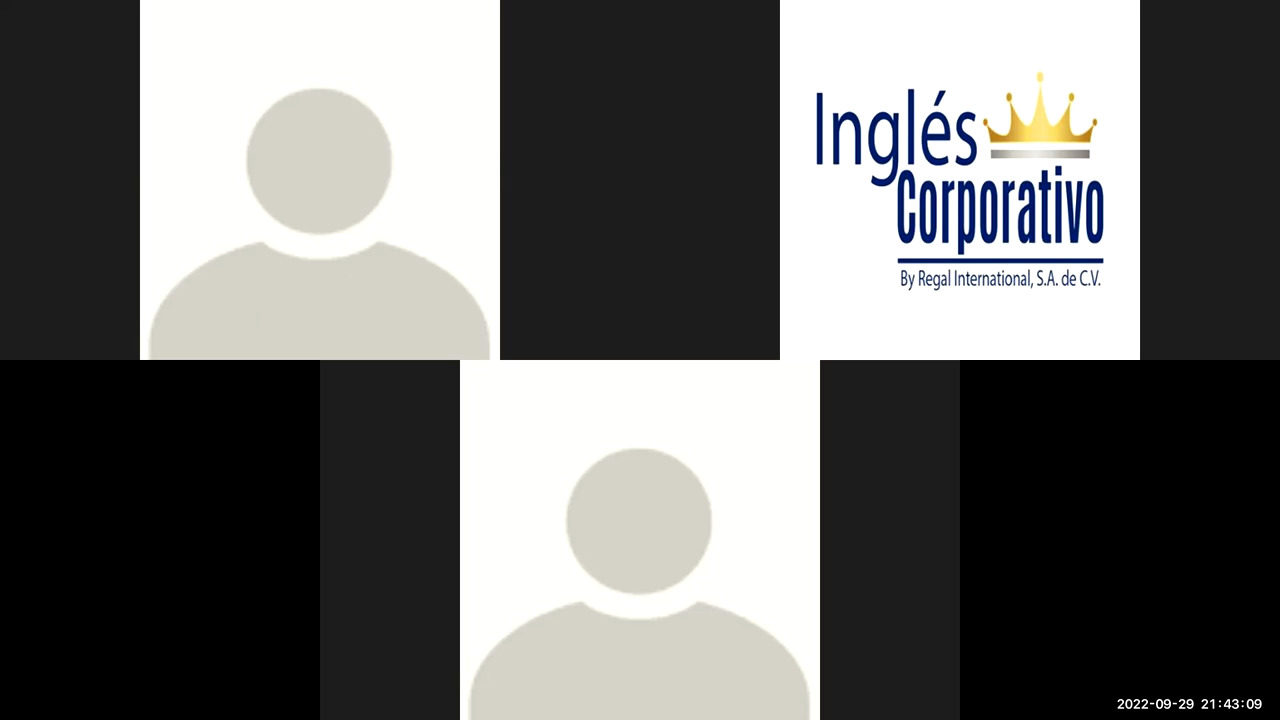 Inglés
Corporativo
By Regal International, S.A. de C.V.
2022-09-29 21:43:09